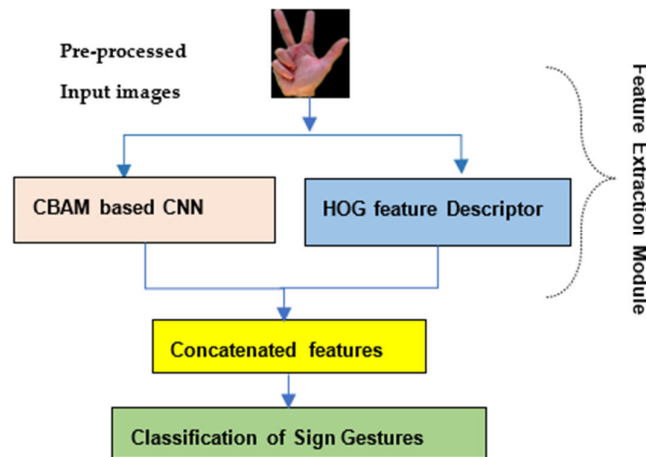 Pre-processed
Input images
Feature Extraction Module
CBAM based CNN
HOG feature Descriptor
Concatenated features
Classification of Sign Gestures